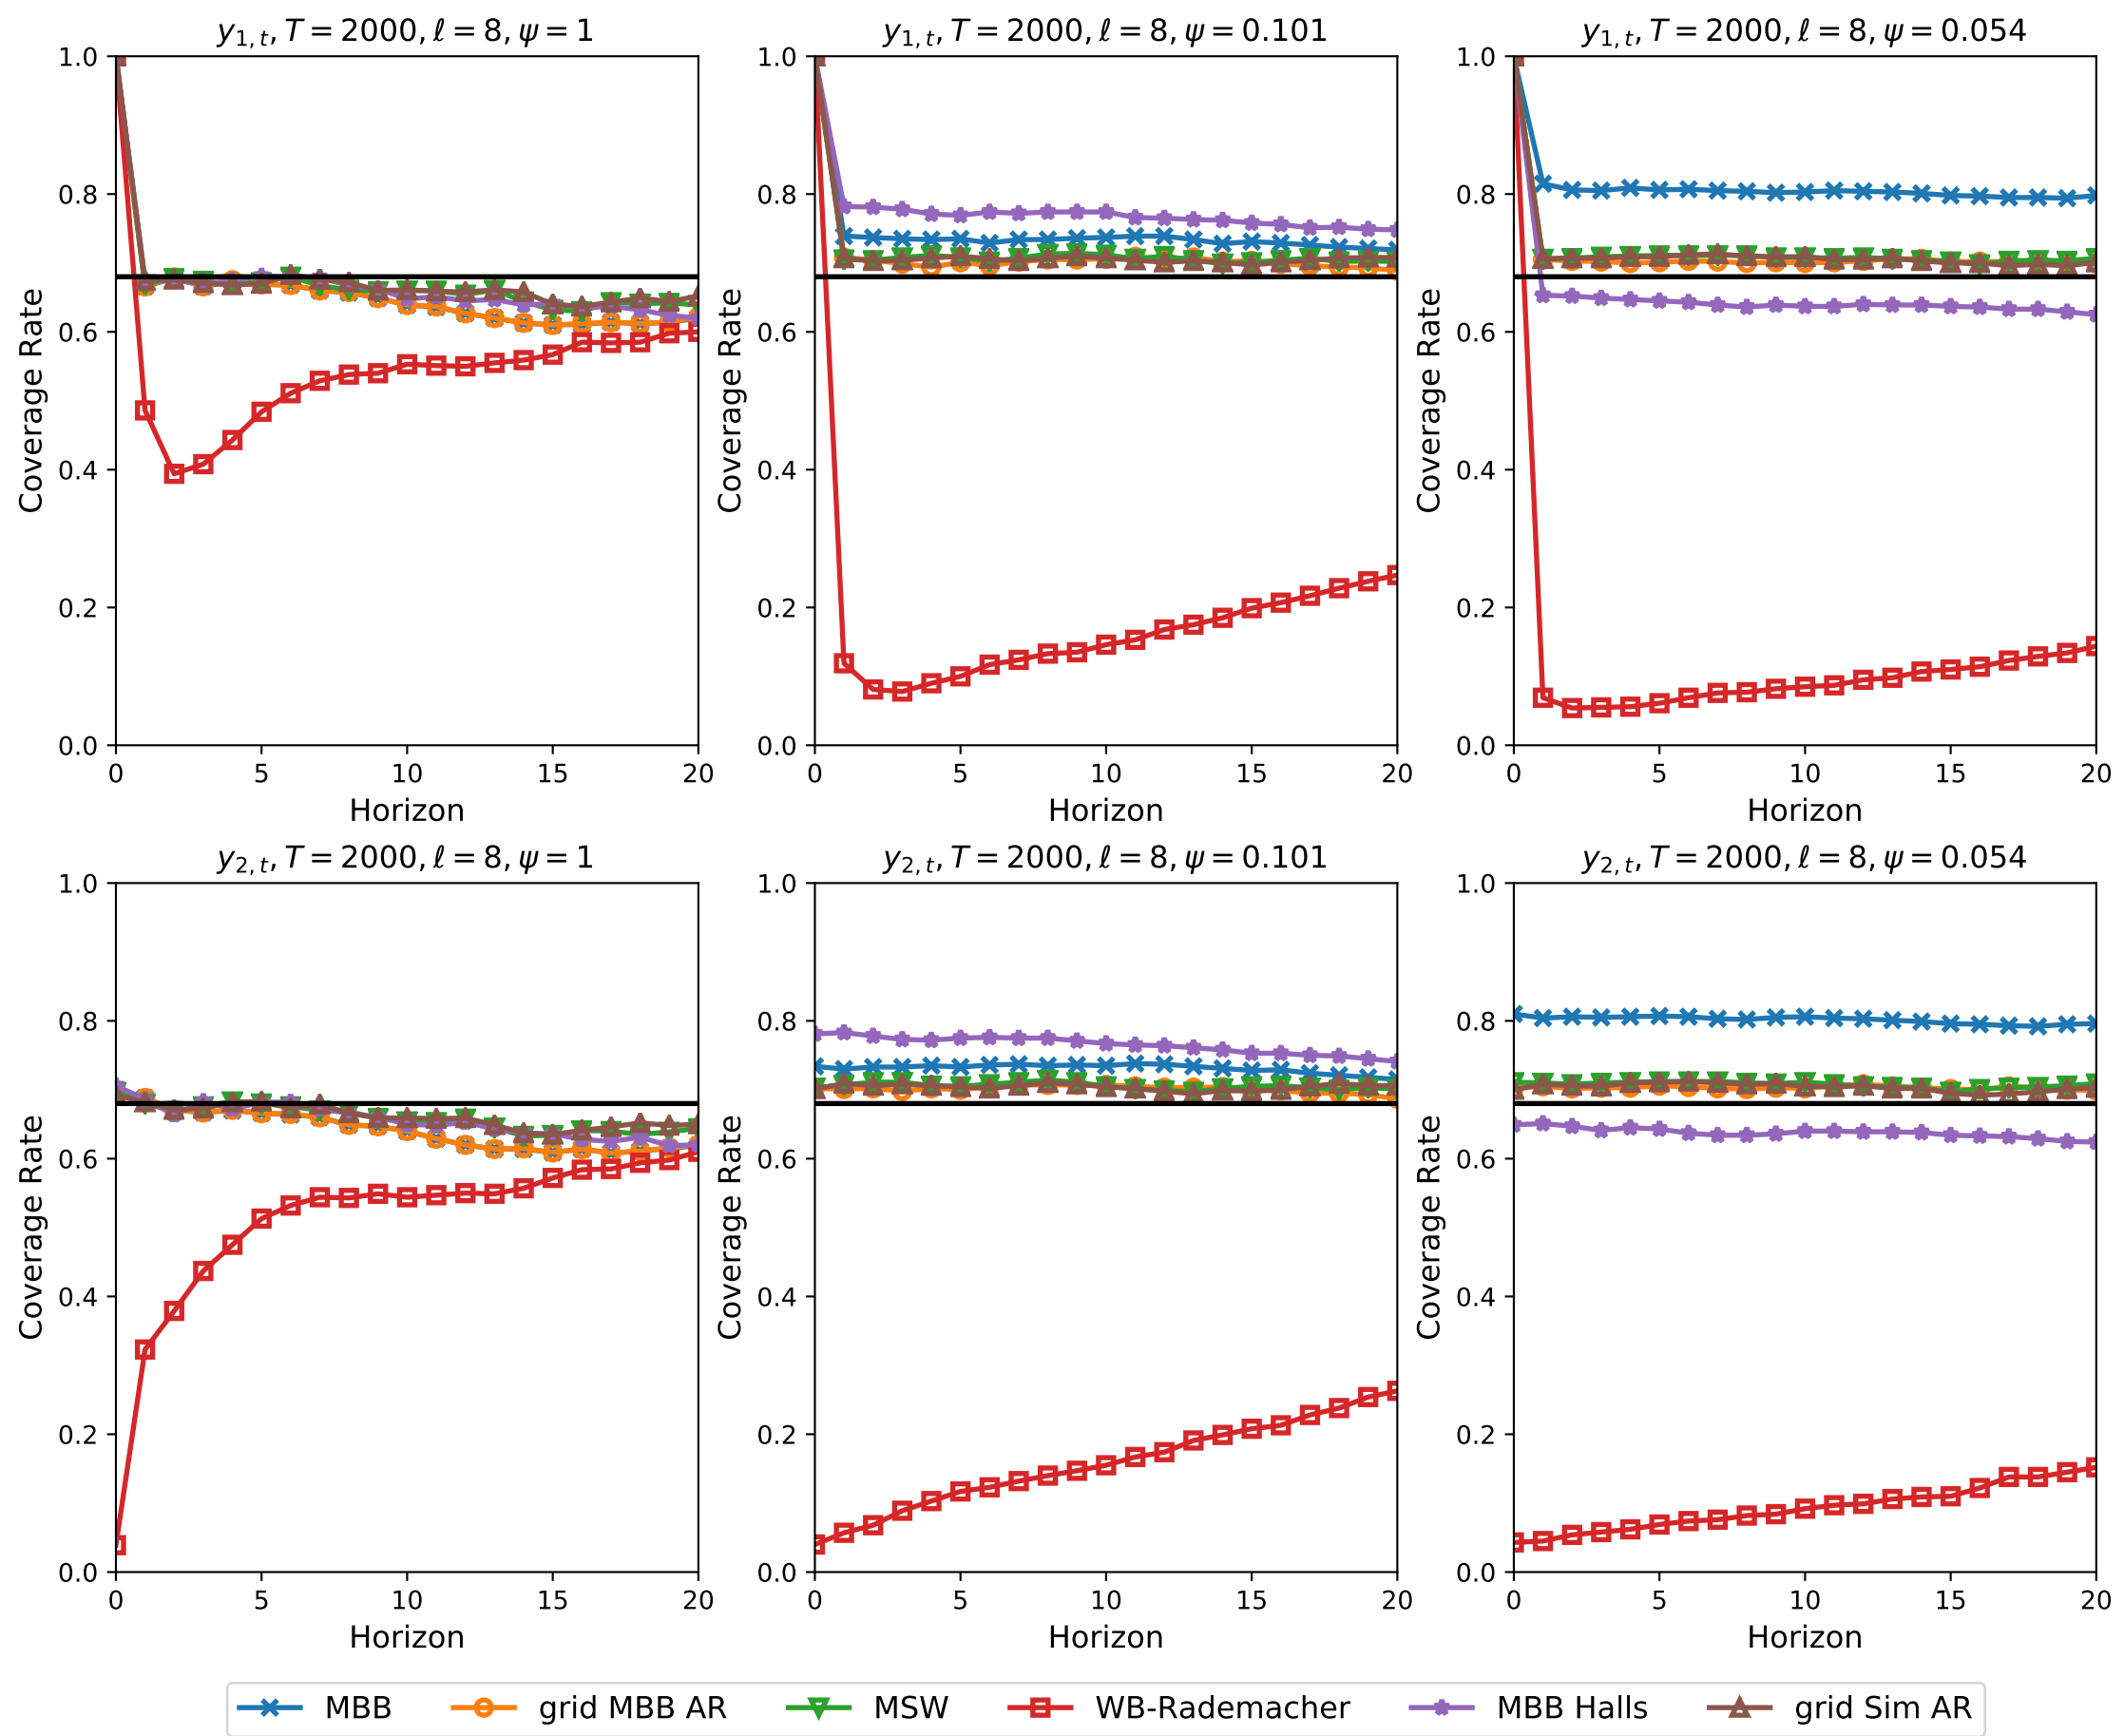 y1,t, T = 2000, ℓ = 8, ψ = 1
1.0
0.8
0.6
0.4
0.2
0.0
Coverage Rate
0 5 10 15 20
Horizon
y1,t, T = 2000, ℓ = 8, ψ = 0.101
1.0
0.8
0.6
0.4
0.2
0.0
Coverage Rate
0 5 10 15 20
Horizon
y1,t, T = 2000, ℓ = 8, ψ = 0.054
1.0
0.8
0.6
0.4
0.2
0.0
Coverage Rate
0 5 10 15 20
Horizon
y2,t, T = 2000, ℓ = 8, ψ = 1
1.0
0.8
0.6
0.4
0.2
0.0
Coverage Rate
0 5 10 15 20
Horizon
y2,t, T = 2000, ℓ = 8, ψ = 0.101
1.0
0.8
0.6
0.4
0.2
0.0
Coverage Rate
0 5 10 15 20
Horizon
y2,t, T = 2000, ℓ = 8, ψ = 0.054
1.0
0.8
0.6
0.4
0.2
0.0
Coverage Rate
0 5 10 15 20
Horizon
MBB grid MBB AR MSW WB-Rademacher MBB Halls grid Sim AR